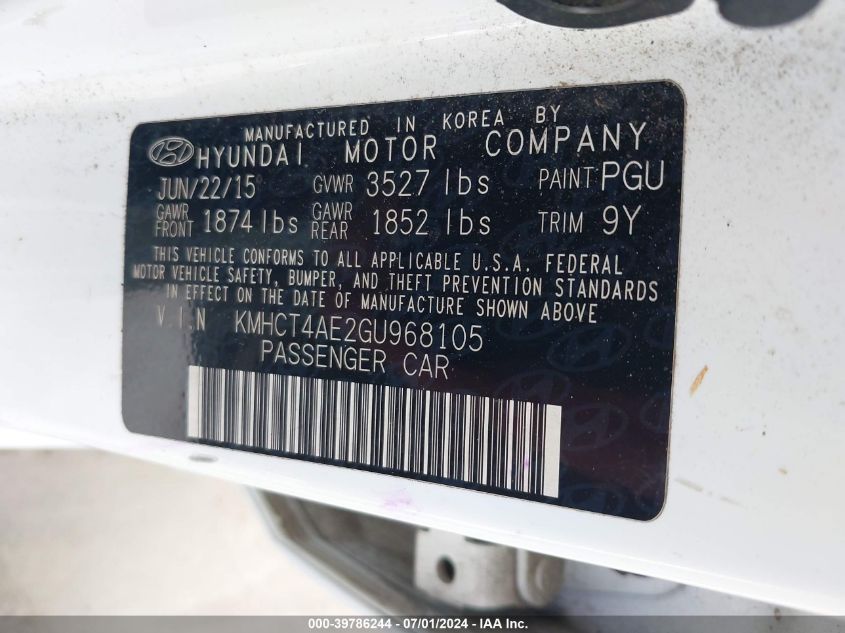 MANUFACTURED IN KOREA BY
HYUNDAI MOTOR COMPANY
JUN/22/15 GVWR 3527 lbs PAINT PGU
GAWR FRONT 1874 lbs GAWR REAR 1852 lbs TRIM 9Y
THIS VEHICLE CONFORMS TO ALL APPLICABLE U.S.A. FEDERAL
MOTOR VEHICLE SAFETY, BUMPER, AND THEFT PREVENTION STANDARDS
IN EFFECT ON THE DATE OF MANUFACTURE SHOWN ABOVE
V.I.N KMHCT4AE2GU968105
PASSENGER CAR
000-39786244 - 07/01/2024 - IAA Inc.